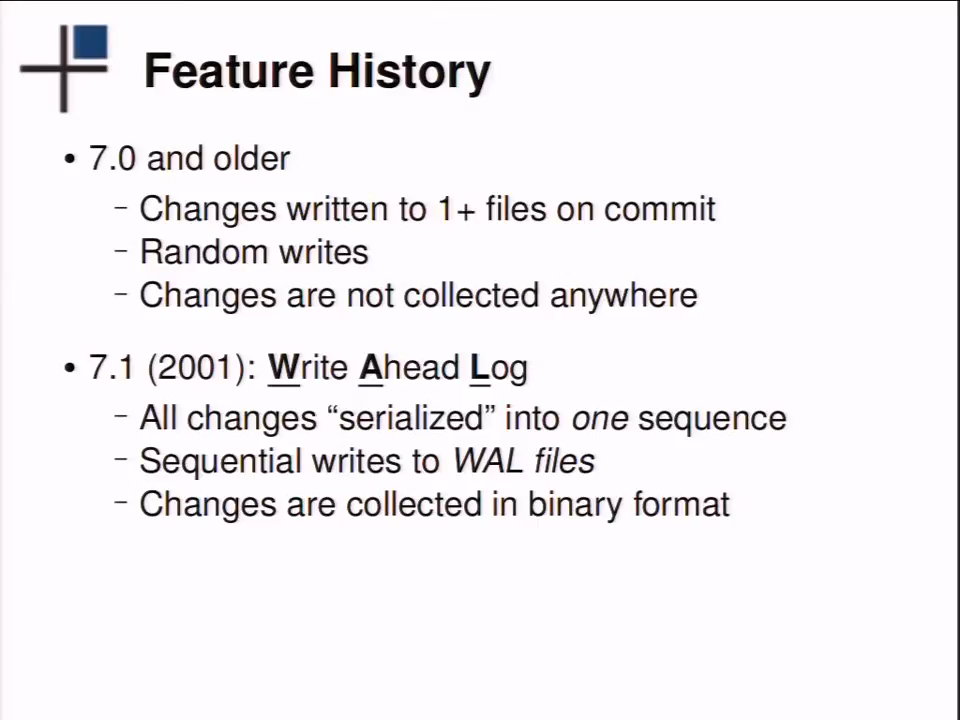 Feature History
• 7.0 and older
– Changes written to 1+ files on commit
– Random writes
– Changes are not collected anywhere
• 7.1 (2001): Write Ahead Log
– All changes “serialized” into one sequence
– Sequential writes to WAL files
– Changes are collected in binary format